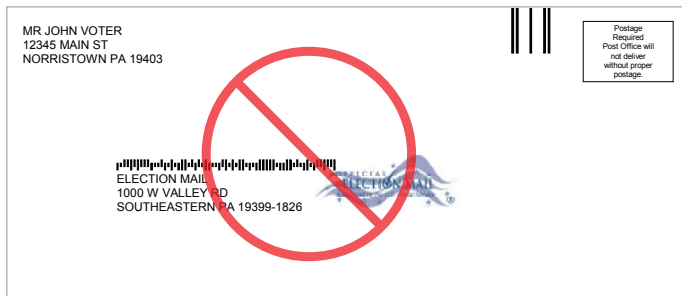 MR JOHN VOTER
12345 MAIN ST
NORRISTOWN PA 19403
Postage
Required
Post Office will
not deliver
without proper
postage.
ELECTION MAIL
1000 W VALLEY RD
SOUTHEASTERN PA 19399-1826
OFFICIAL
ELECTION MAIL